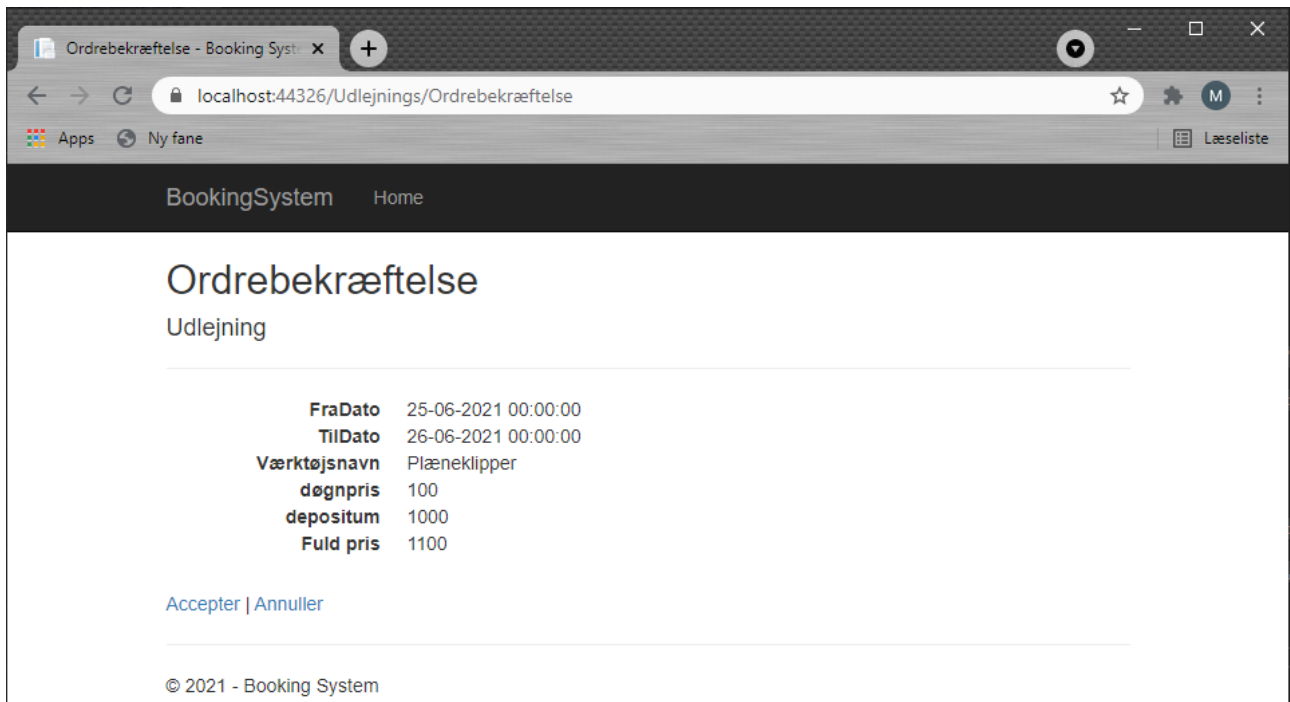 Ordrebekræftelse - Booking Syst
localhost:44326/Udlejnings/Ordrebekræftelse
M
Apps Ny fane Læseliste
BookingSystem Home
Ordrebekræftelse
Udlejning
FraDato 25-06-2021 00:00:00
TilDato 26-06-2021 00:00:00
Værktøjsnavn Plæneklipper
døgnpris 100
depositum 1000
Fuld pris 1100
Accepter | Annuller
© 2021 - Booking System